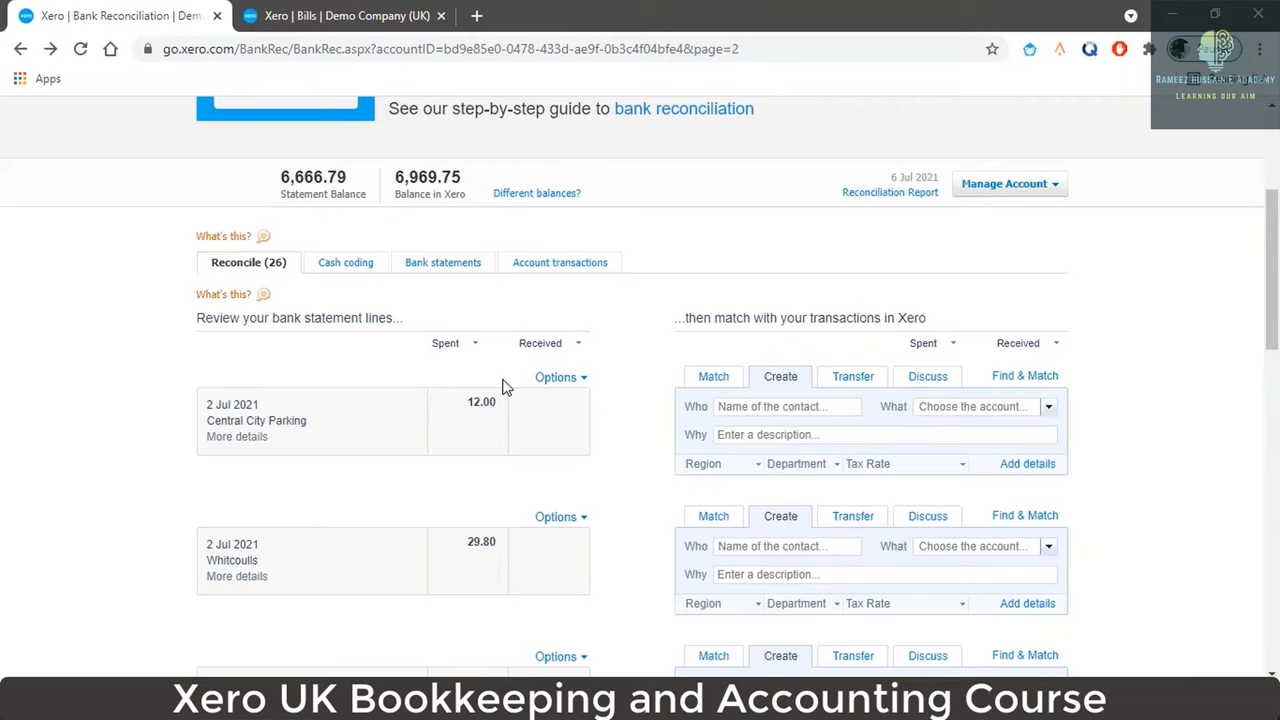 Xero | Bank Reconciliation | Dem
Xero | Bills | Demo Company (UK)
go.xero.com/BankRec/BankRec.aspx?accountID=bd9e85e0-0478-433d-ae9f-0b3c4f04bfe4&page=2
Apps
RAMEEZ HUSSAIN E ACADEMY
LEARNING OUR AIM
See our step-by-step guide to bank reconciliation
6,666.79
Statement Balance
6,969.75
Balance in Xero
Different balances?
6 Jul 2021
Reconciliation Report
Manage Account
What's this?
Reconcile (26)
Cash coding
Bank statements
Account transactions
What's this?
Review your bank statement lines...
...then match with your transactions in Xero
Spent Received
Spent Received
Options
Match Create Transfer Discuss Find & Match
2 Jul 2021
Central City Parking
More details
12.00
Who Name of the contact... What Choose the account...
Why Enter a description...
Region Department Tax Rate Add details
Options
Match Create Transfer Discuss Find & Match
2 Jul 2021
Whitcoulls
More details
29.80
Who Name of the contact... What Choose the account...
Why Enter a description...
Region Department Tax Rate Add details
Options
Match Create Transfer Discuss Find & Match
Xero UK Bookkeeping and Accounting Course